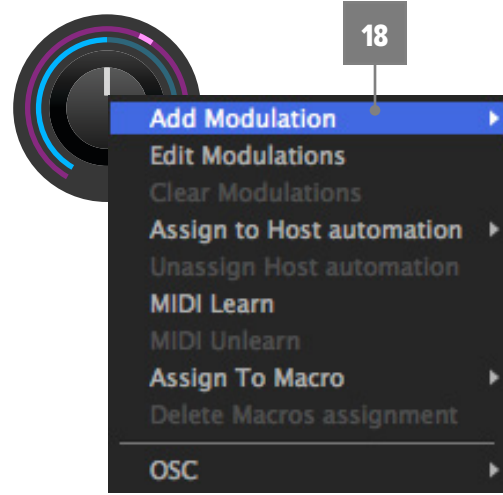 18
Add Modulation
Edit Modulations
Clear Modulations
Assign to Host automation
Unassign Host automation
MIDI Learn
MIDI Unlearn
Assign To Macro
Delete Macros assignment
OSC